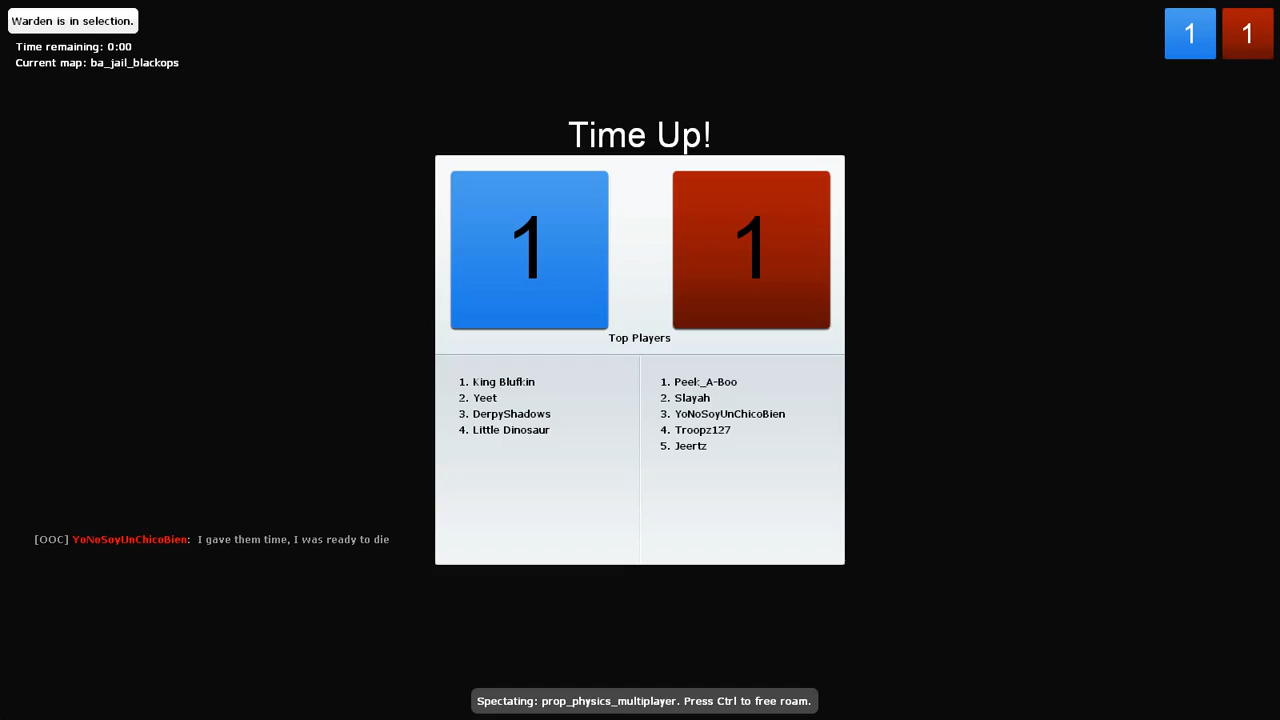 Warden is in selection.
Time remaining: 0:00
Current map: ba_jail_blackops
1 1
Time Up!
1 1
Top Players
1. King Blufkin
2. Yeet
3. DerpyShadows
4. Little Dinosaur
1. Peek_A-Boo
2. Slayah
3. YoNoSoyUnChicoBien
4. Troopz127
5. Jeertz
[OOC] YoNoSoyUnChicoBien: I gave them time, I was ready to die
Spectating: prop_physics_multiplayer. Press Ctrl to free roam.